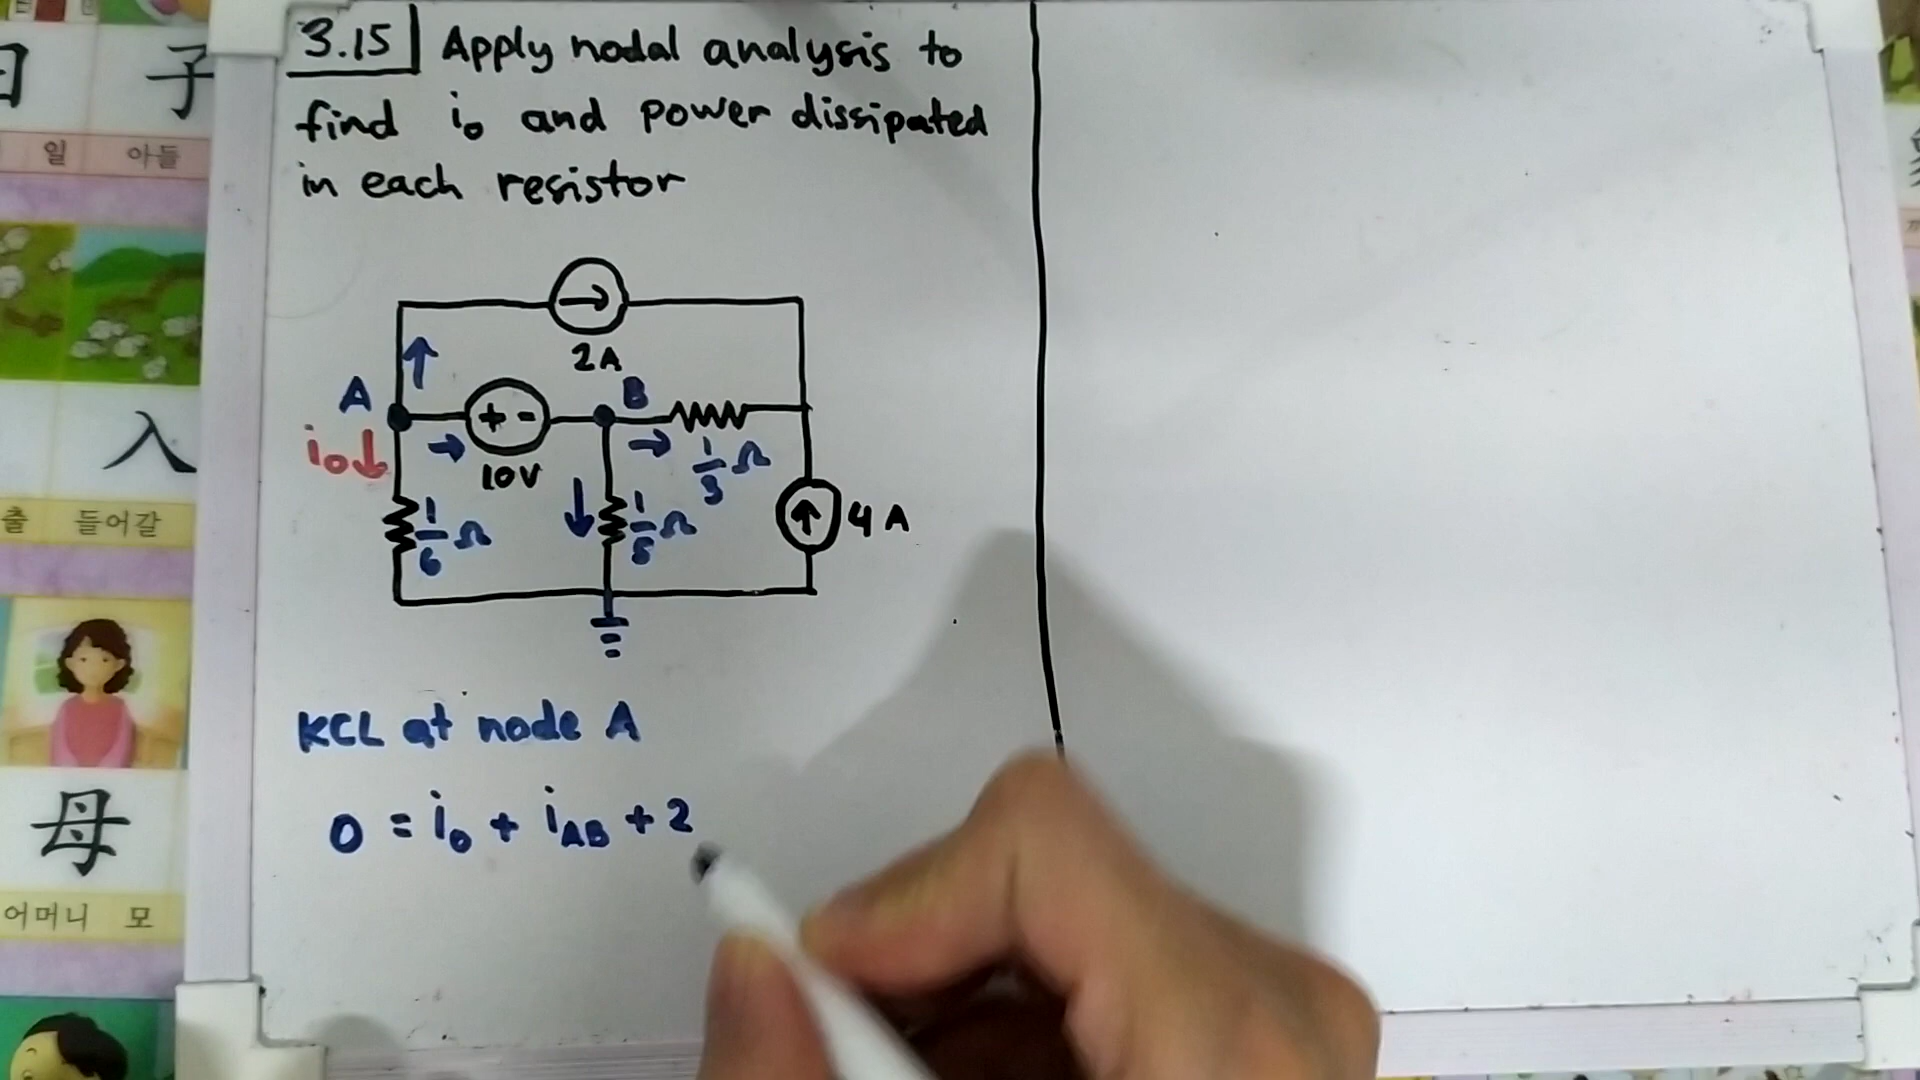 3.15 Apply nodal analysis to
find i₀ and power dissipated
in each resistor
2A
A
B
i₀
10V
1/3 Ω
1/6 Ω
1/5 Ω
4 A
KCL at node A
0 = i₀ + i_AB + 2
子
일 아들
入
출 들어갈
母
어머니 모